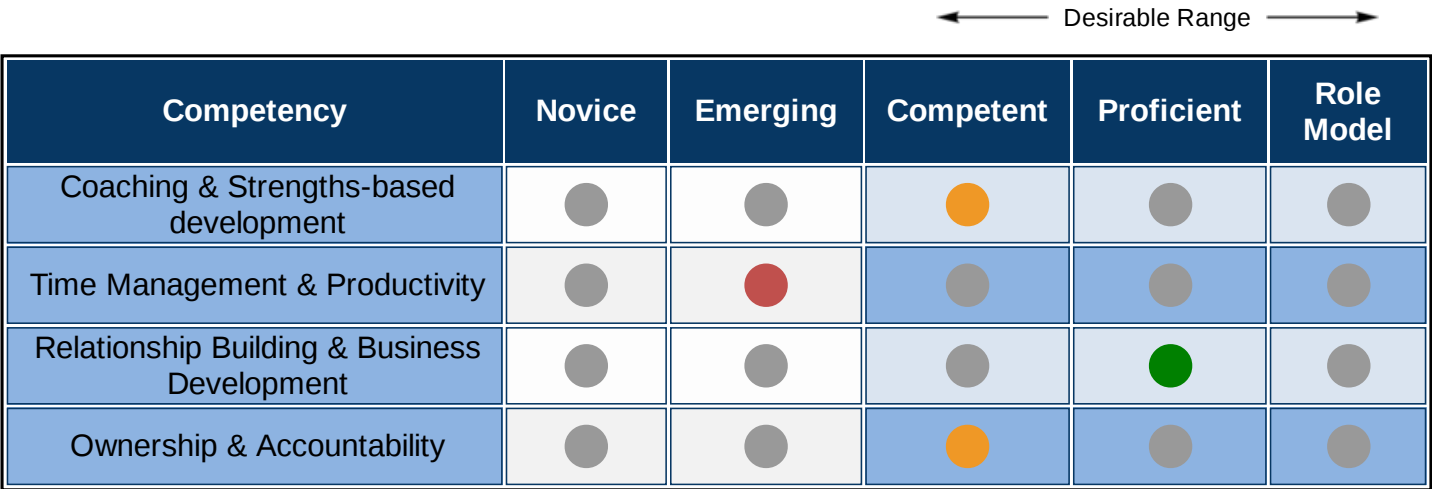 Desirable Range
Competency Novice Emerging Competent Proficient Role Model
Coaching & Strengths-based
development
Time Management & Productivity
Relationship Building & Business
Development
Ownership & Accountability